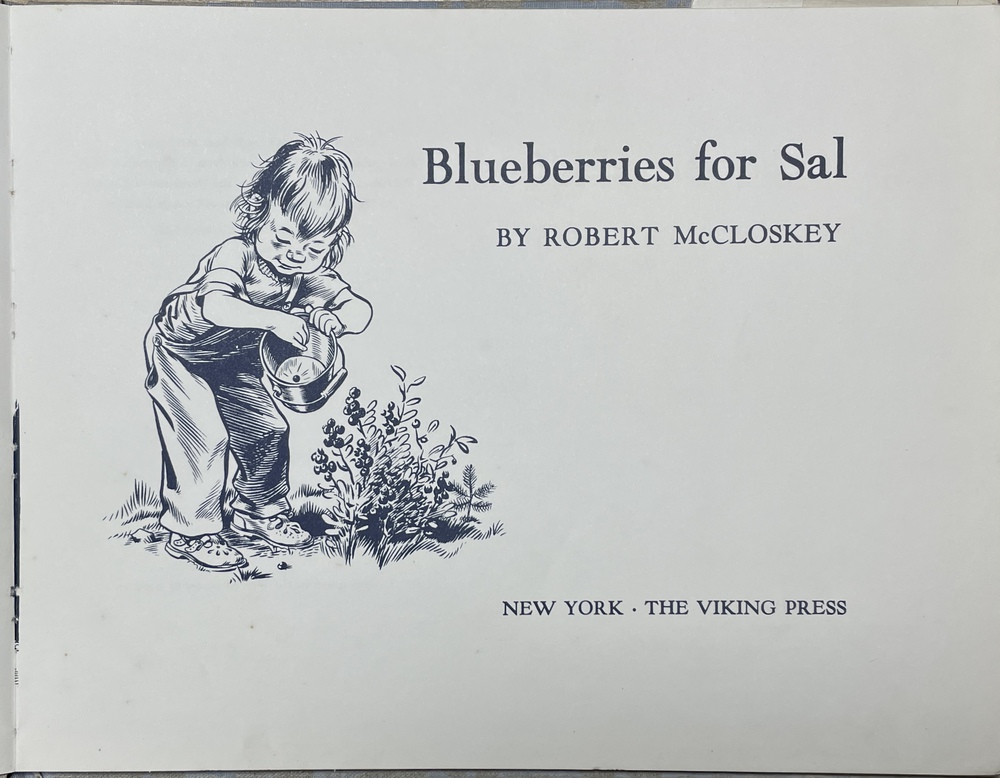 Blueberries for Sal
BY ROBERT McCLOSKEY
NEW YORK · THE VIKING PRESS